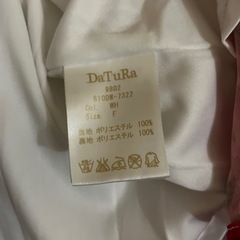 DaTuRa
9802
810DM-7322
Col. WH
Size F
表地 ポリエステル 100%
裏地 ポリエステル 100%